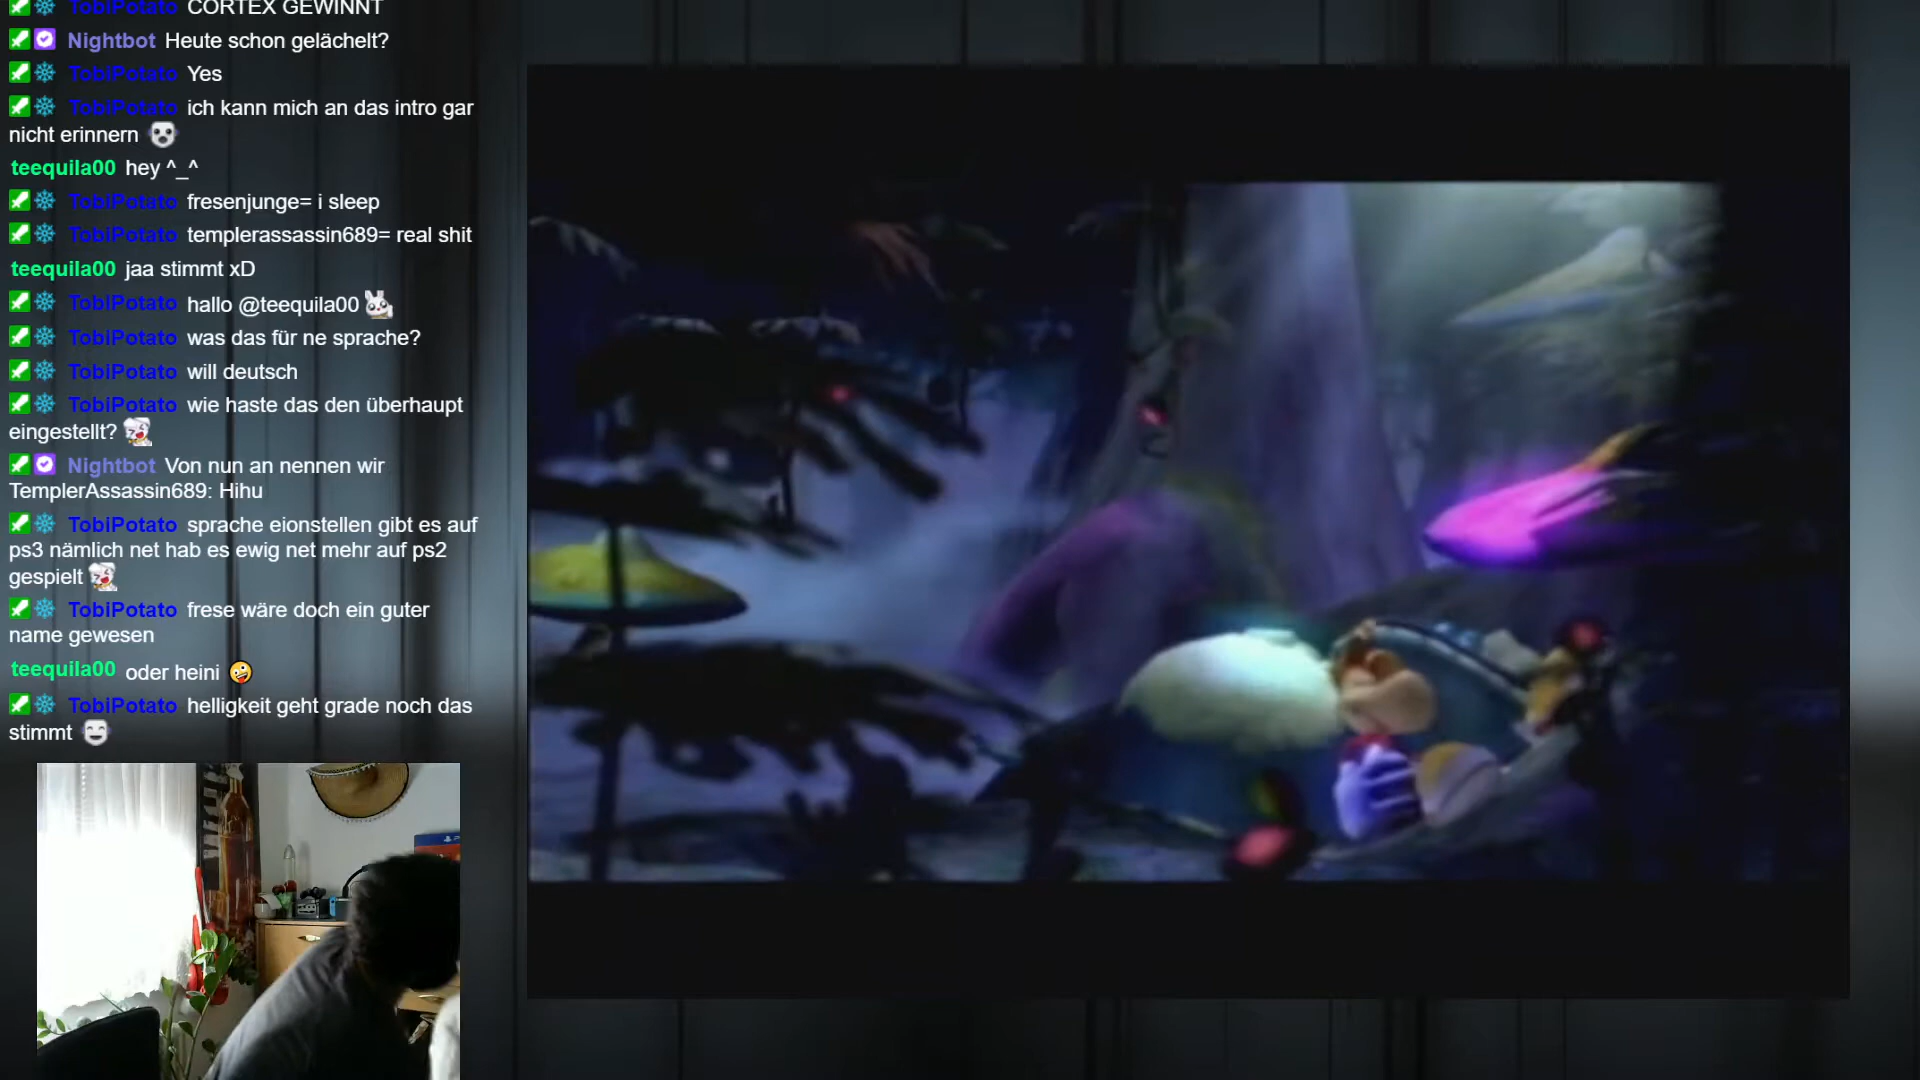 TobiPotato CORTEX GEWINNT
Nightbot Heute schon gelächelt?
TobiPotato Yes
TobiPotato ich kann mich an das intro gar
nicht erinnern
teequila00 hey ^_^
TobiPotato fresenjunge= i sleep
TobiPotato templerassassin689= real shit
teequila00 jaa stimmt xD
TobiPotato hallo @teequila00
TobiPotato was das für ne sprache?
TobiPotato will deutsch
TobiPotato wie haste das den überhaupt
eingestellt?
Nightbot Von nun an nennen wir
TemplerAssassin689: Hihu
TobiPotato sprache eionstellen gibt es auf
ps3 nämlich net hab es ewig net mehr auf ps2
gespielt
TobiPotato frese wäre doch ein guter
name gewesen
teequila00 oder heini
TobiPotato helligkeit geht grade noch das
stimmt